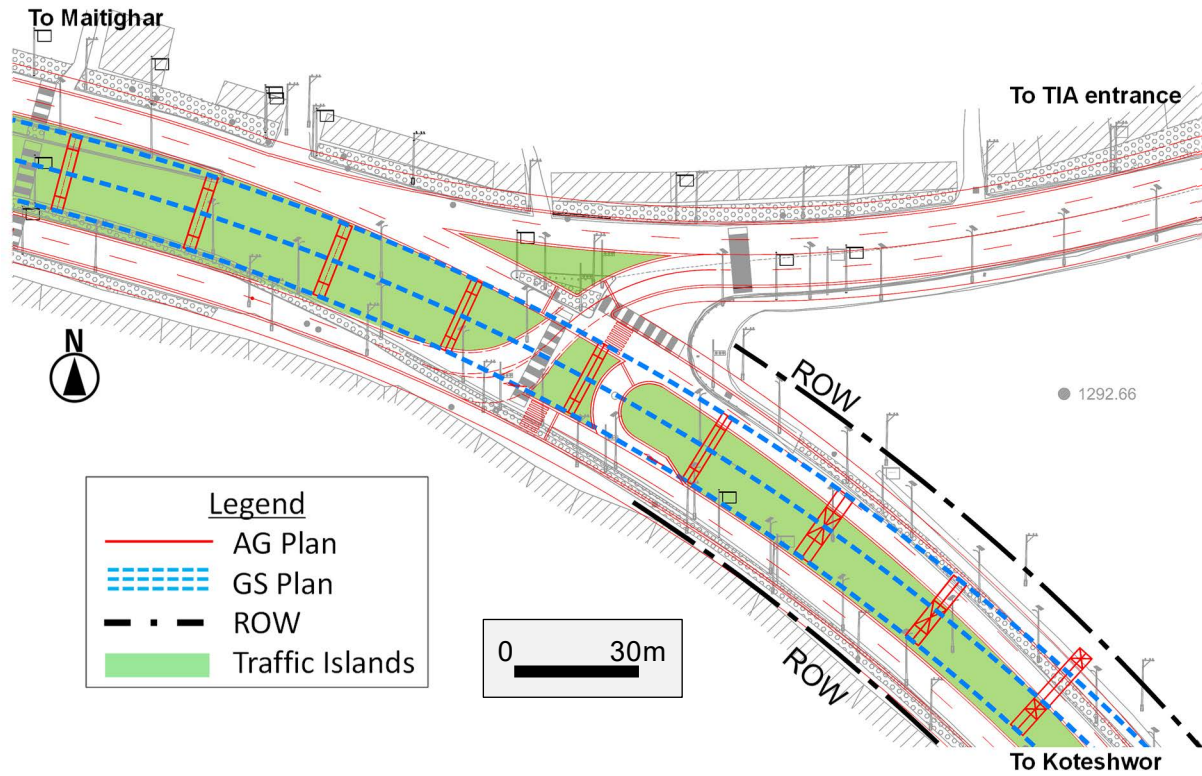 To Maitighar
To TIA entrance
N
ROW
1292.66
Legend
AG Plan
GS Plan
ROW
Traffic Islands
0 30m
ROW
To Koteshwor